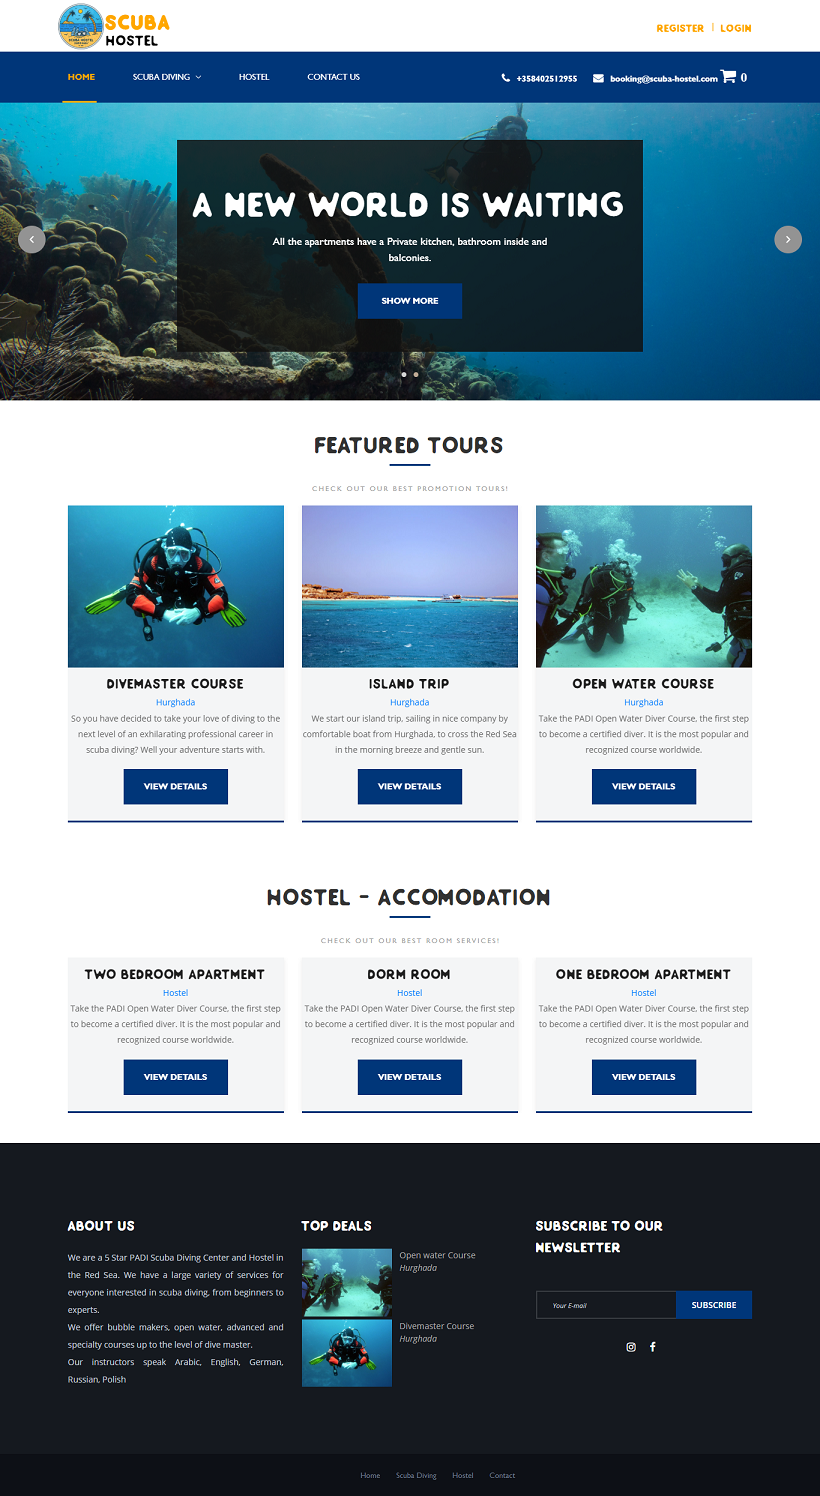 SCUBA
HOSTEL
REGISTER | LOGIN
HOME SCUBA DIVING HOSTEL CONTACT US +358402512955 booking@scuba-hostel.com 0
A NEW WORLD IS WAITING
All the apartments have a Private kitchen, bathroom inside and
balconies.
SHOW MORE
FEATURED TOURS
CHECK OUT OUR BEST PROMOTION TOURS!
DIVEMASTER COURSE
Hurghada
So you have decided to take your love of diving to the
next level of an exhilarating professional career in
scuba diving? Well your adventure starts with.
VIEW DETAILS
ISLAND TRIP
Hurghada
We start our island trip, sailing in nice company by
comfortable boat from Hurghada, to cross the Red Sea
in the morning breeze and gentle sun.
VIEW DETAILS
OPEN WATER COURSE
Hurghada
Take the PADI Open Water Diver Course, the first step
to become a certified diver. It is the most popular and
recognized course worldwide.
VIEW DETAILS
HOSTEL - ACCOMODATION
CHECK OUT OUR BEST ROOM SERVICES!
TWO BEDROOM APARTMENT
Hostel
Take the PADI Open Water Diver Course, the first step
to become a certified diver. It is the most popular and
recognized course worldwide.
VIEW DETAILS
DORM ROOM
Hostel
Take the PADI Open Water Diver Course, the first step
to become a certified diver. It is the most popular and
recognized course worldwide.
VIEW DETAILS
ONE BEDROOM APARTMENT
Hostel
Take the PADI Open Water Diver Course, the first step
to become a certified diver. It is the most popular and
recognized course worldwide.
VIEW DETAILS
ABOUT US
We are a 5 Star PADI Scuba Diving Center and Hostel in
the Red Sea. We have a large variety of services for
everyone interested in scuba diving, from beginners to
experts.
We offer bubble makers, open water, advanced and
specialty courses up to the level of dive master.
Our instructors speak Arabic, English, German,
Russian, Polish
TOP DEALS
Open water Course
Hurghada
Divemaster Course
Hurghada
SUBSCRIBE TO OUR
NEWSLETTER
Your E-mail SUBSCRIBE
Home Scuba Diving Hostel Contact